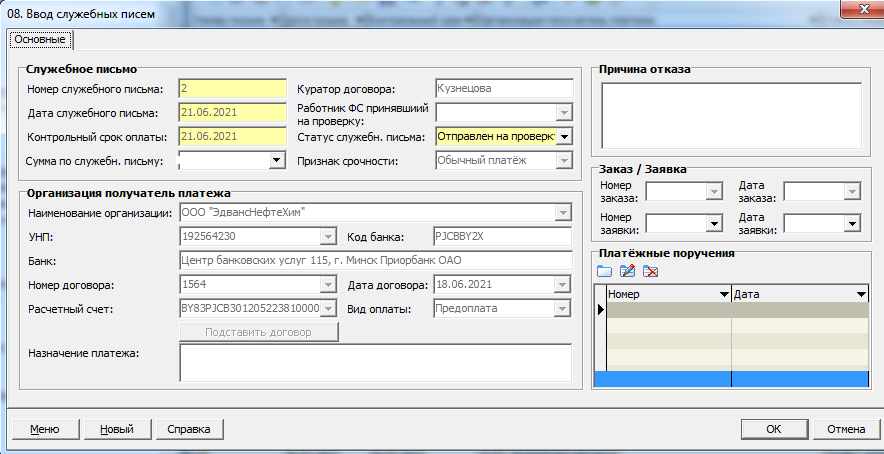 08. Ввод служебных писем
Основные
Служебное письмо
Номер служебного письма: 2 Куратор договора: Кузнецова
Дата служебного письма: 21.06.2021 Работник ФС принявшиий на проверку:
Контрольный срок оплаты: 21.06.2021 Статус служебн. письма: Отправлен на проверк
Сумма по служебн. письму: Признак срочности: Обычный платёж
Причина отказа
Заказ / Заявка
Номер заказа: Дата заказа:
Номер заявки: Дата заявки:
Организация получатель платежа
Наименование организации: ООО "ЭдвансНефтеХим"
УНП: 192564230 Код банка: PJCBBY2X
Банк: Центр банковских услуг 115, г. Минск Приорбанк ОАО
Номер договора: 1564 Дата договора: 18.06.2021
Расчетный счет: BY83PJCB301205223810000 Вид оплаты: Предоплата
Подставить договор
Назначение платежа:
Платёжные поручения
Номер Дата
Меню Новый Справка OK Отмена